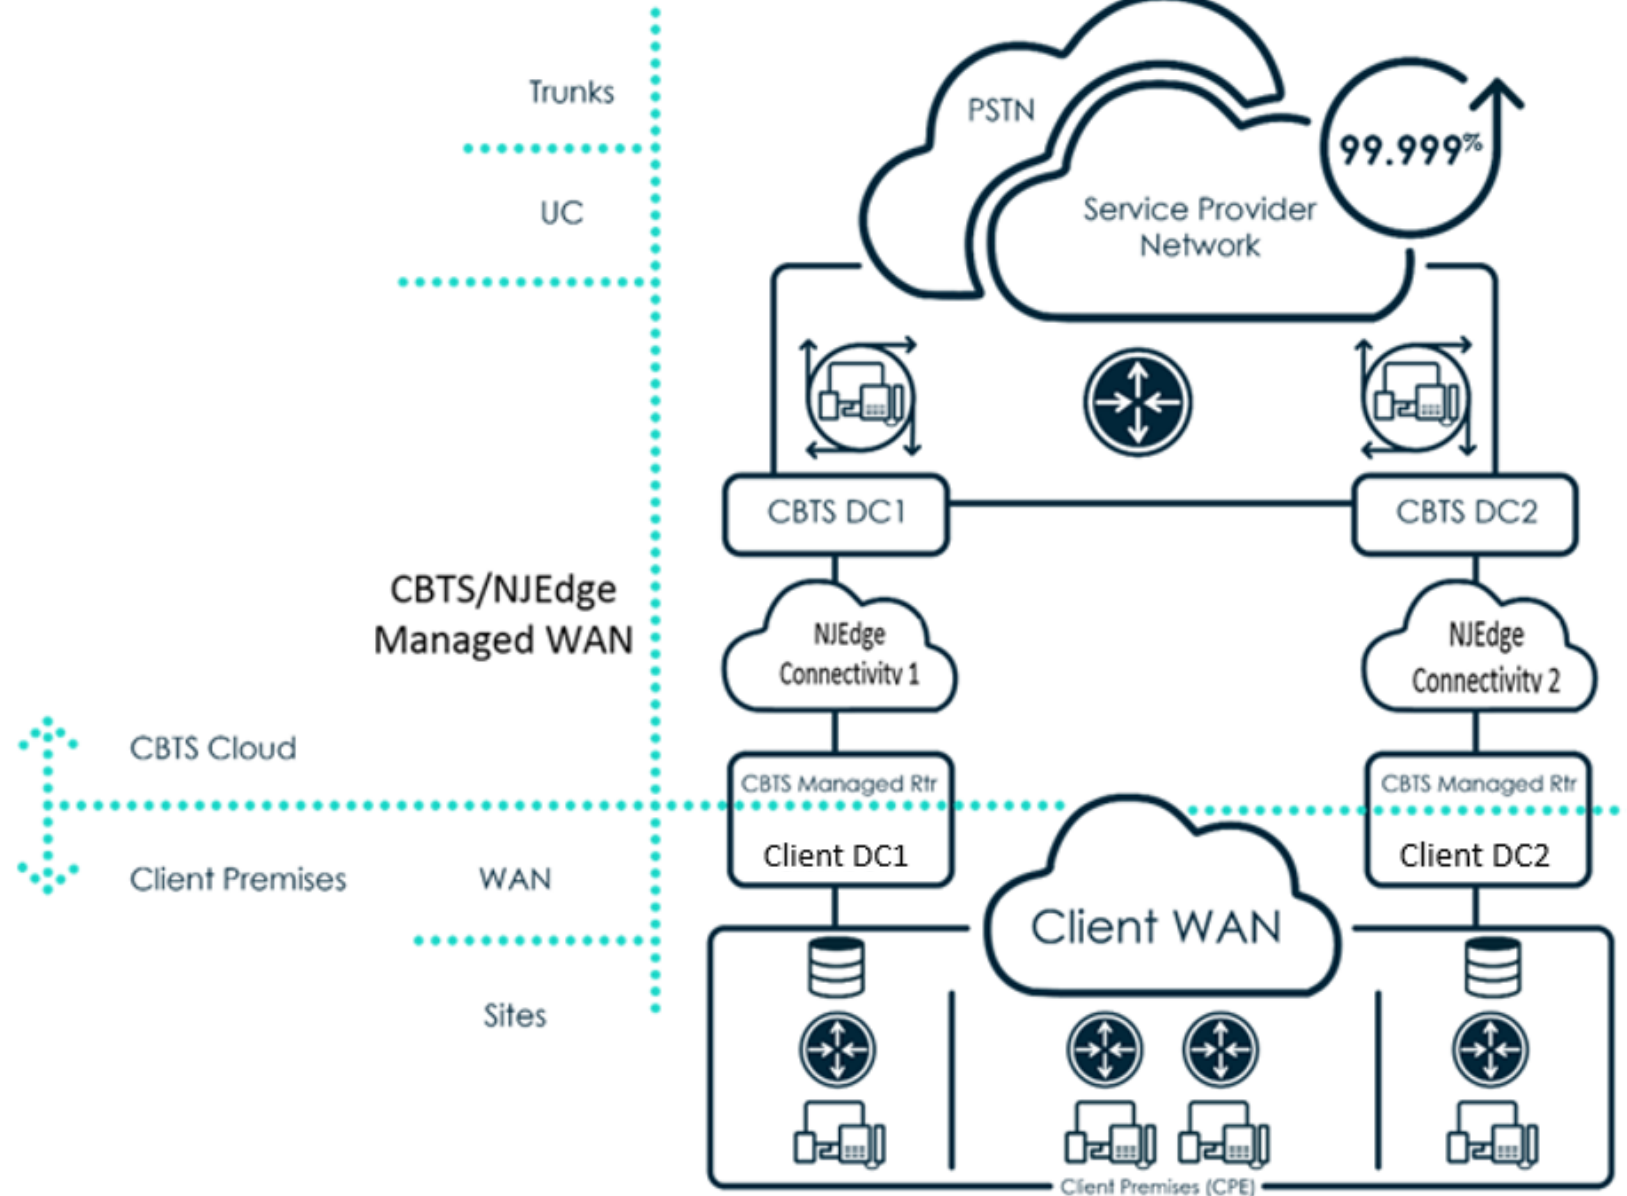 Trunks
PSTN
99.999%
UC
Service Provider
Network
CBTS DC1
CBTS DC2
CBTS/NJEdge
Managed WAN
NJEdge
Connectivity 1
NJEdge
Connectivity 2
CBTS Cloud
CBTS Managed Rtr
CBTS Managed Rtr
Client DC1
Client DC2
Client Premises
WAN
Client WAN
Sites
Client Premises (CPE)